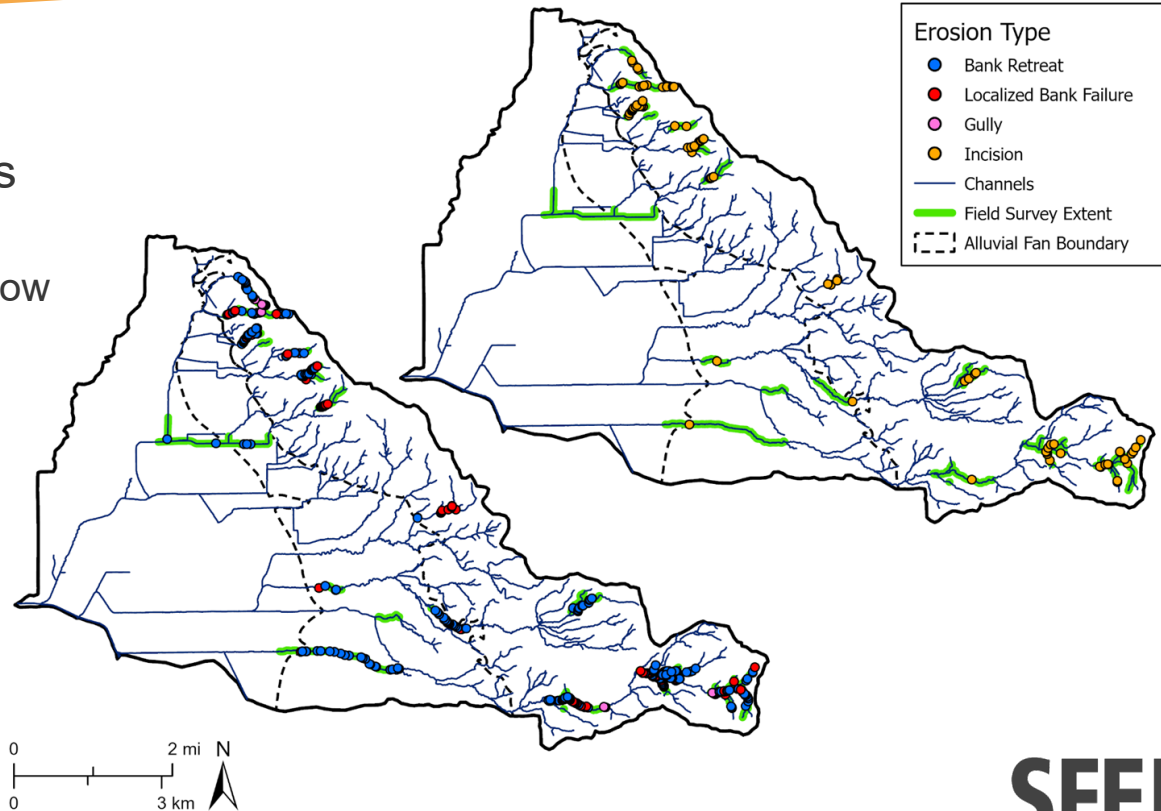 s
ow
Erosion Type
Bank Retreat
Localized Bank Failure
Gully
Incision
Channels
Field Survey Extent
Alluvial Fan Boundary
0 2 mi N
0 3 km